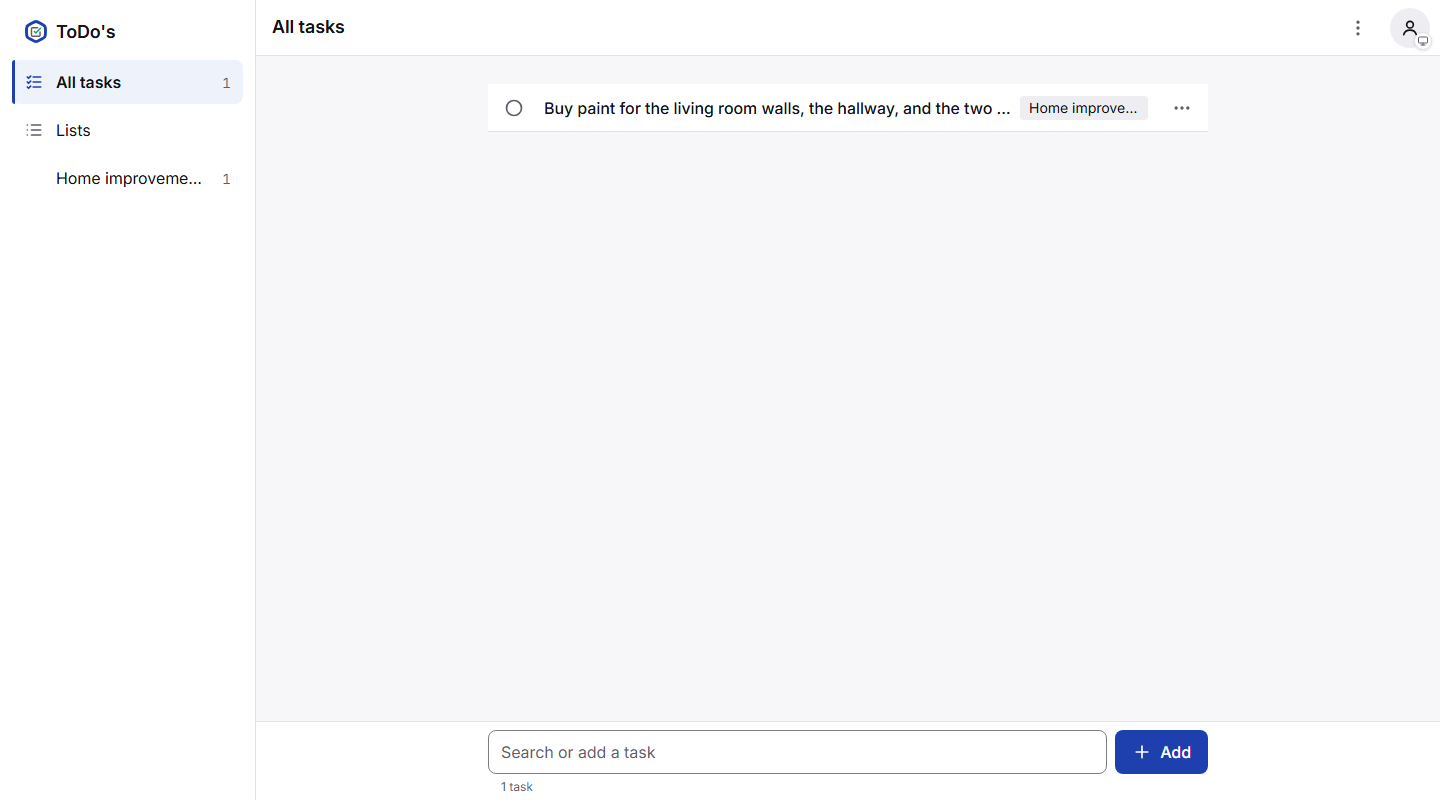 ToDo's
All tasks
1
Lists
Home improveme...
1
All tasks
Buy paint for the living room walls, the hallway, and the two ...
Home improve...
Search or add a task
Add
1 task